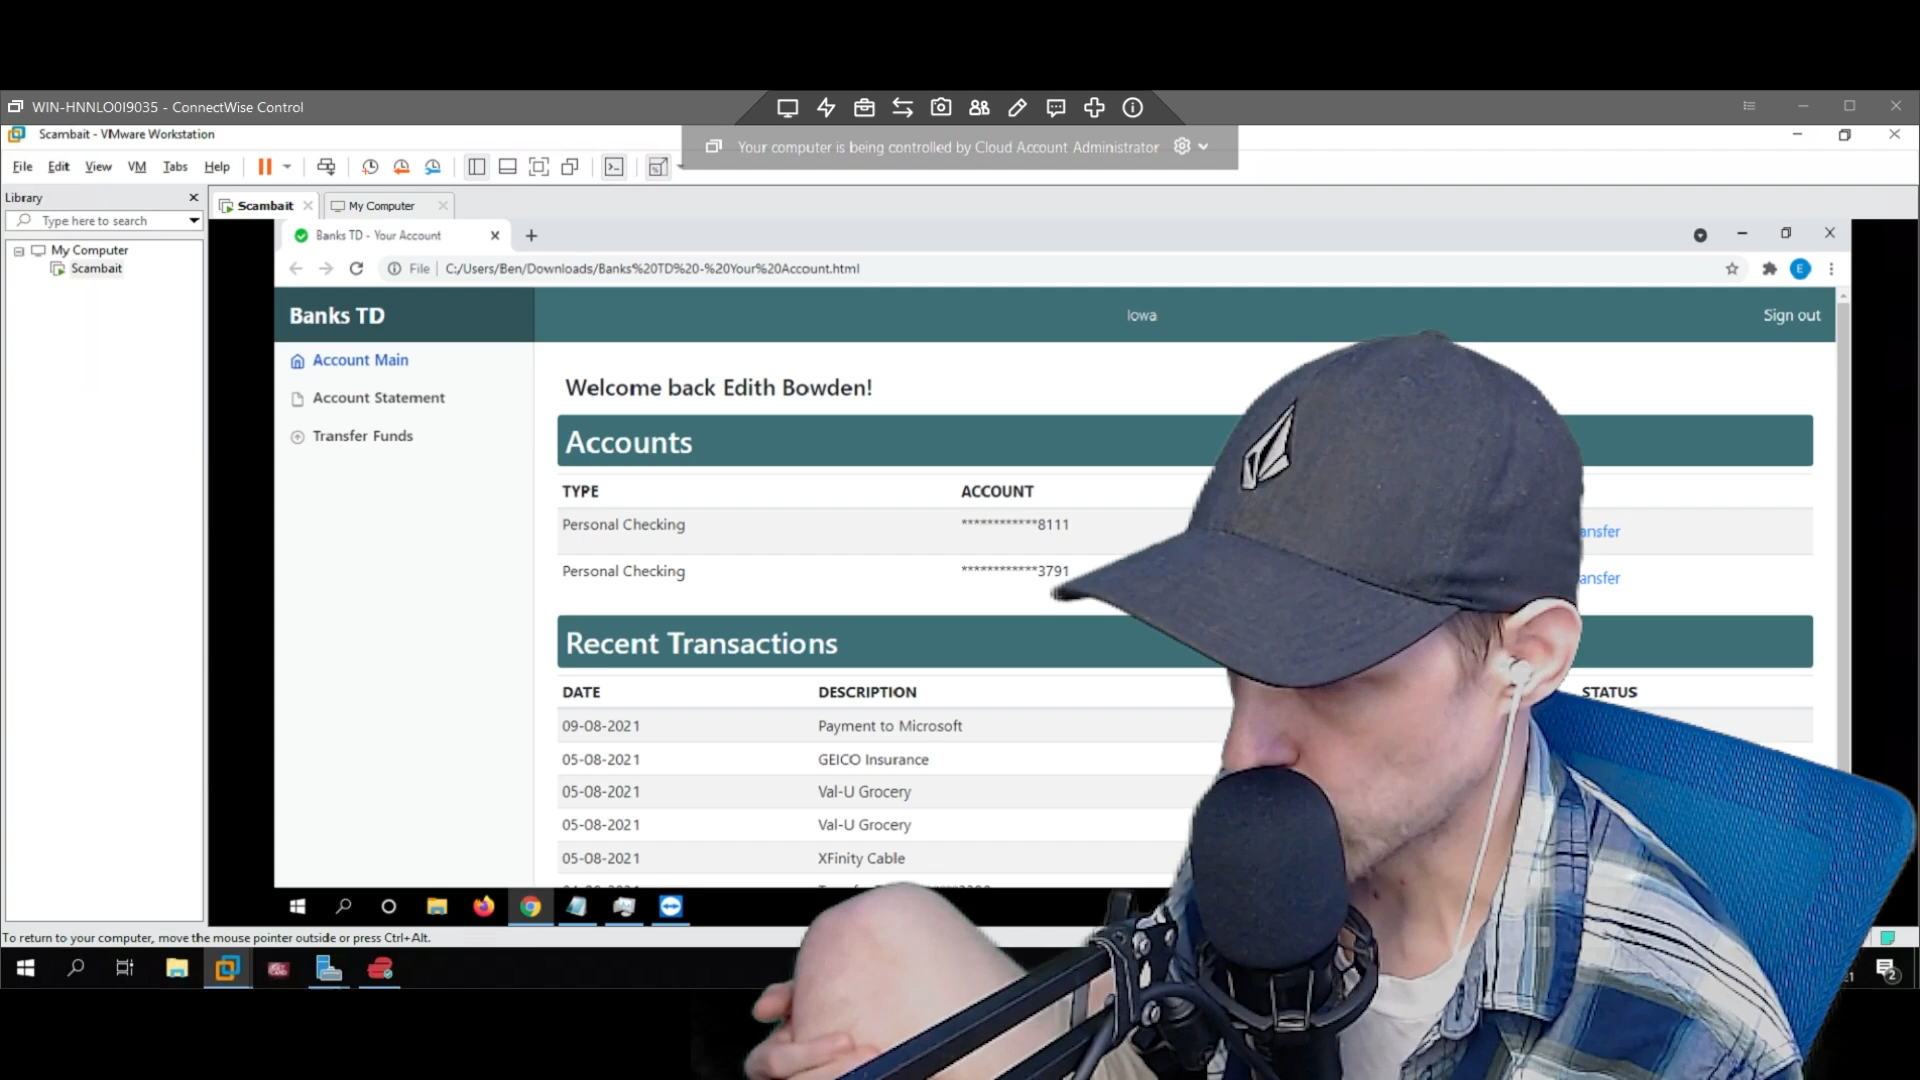 WIN-HNNLO0I9035 - ConnectWise Control
Scambait - VMware Workstation
Your computer is being controlled by Cloud Account Administrator
File Edit View VM Tabs Help
Library
Type here to search
My Computer
Scambait
Scambait
My Computer
Banks TD - Your Account
File C:/Users/Ben/Downloads/Banks%20TD%20-%20Your%20Account.html
E
Banks TD
Iowa
Sign out
Account Main
Account Statement
Transfer Funds
Welcome back Edith Bowden!
Accounts
TYPE ACCOUNT
Personal Checking ************8111 ansfer
Personal Checking ************3791 ansfer
Recent Transactions
DATE DESCRIPTION STATUS
09-08-2021 Payment to Microsoft
05-08-2021 GEICO Insurance
05-08-2021 Val-U Grocery
05-08-2021 Val-U Grocery
05-08-2021 XFinity Cable
To return to your computer, move the mouse pointer outside or press Ctrl+Alt.
2